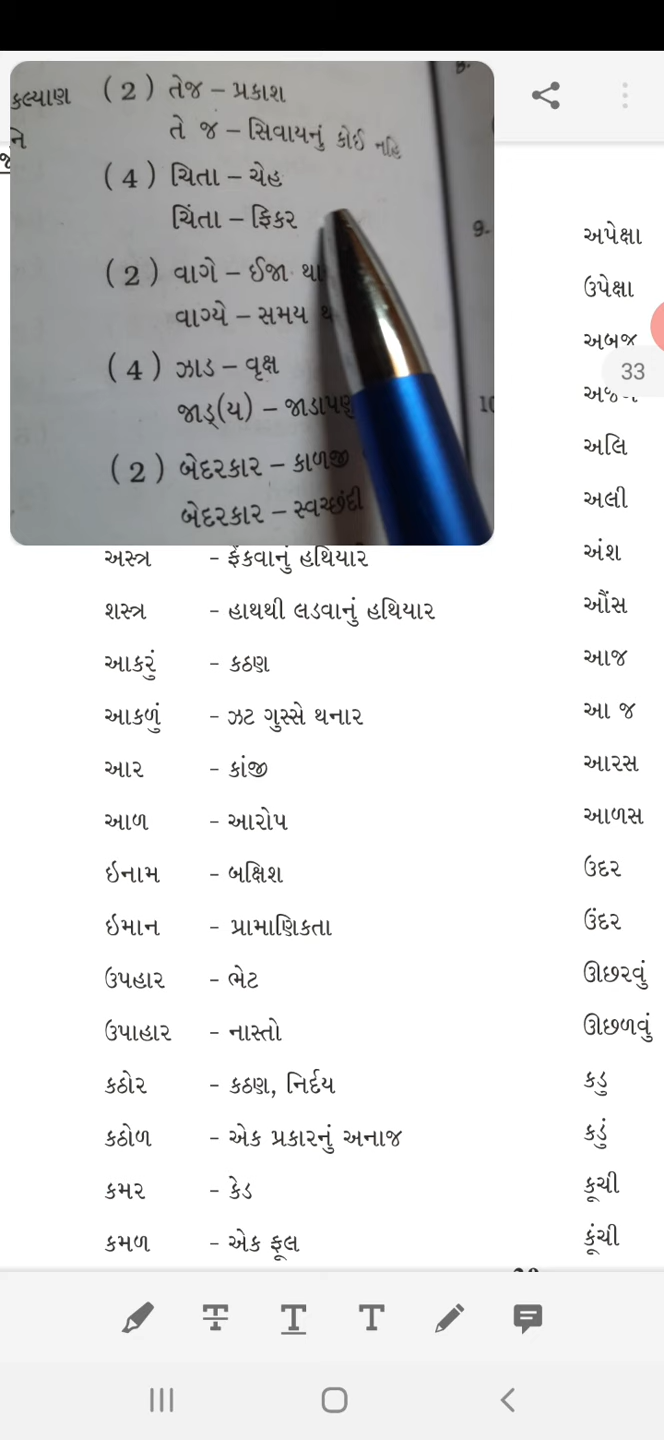 કલ્યાણ (2) તેજ – પ્રકાશ
તે જ – સિવાયનું કોઈ નહિ
(4) ચિતા – ચેહ
ચિંતા – ફિકર
9.
(2) વાગે – ઈજા
વાગ્યે – સમય
(4) ઝાડ – વૃક્ષ
જાડ્(ય) – જાડાપણ
(2) બેદરકાર – કાળજી
બેદરકાર – સ્વચ્છંદી
અસ્ત્ર - ફેંકવાનું હથિયાર
શસ્ત્ર - હાથથી લડવાનું હથિયાર
આકરું - કઠણ
આકળું - ઝટ ગુસ્સે થનાર
આર - કાંજી
આળ - આરોપ
ઇનામ - બક્ષિશ
ઇમાન - પ્રામાણિકતા
ઉપહાર - ભેટ
ઉપાહાર - નાસ્તો
કઠોર - કઠણ, નિર્દય
કઠોળ - એક પ્રકારનું અનાજ
કમર - કેડ
કમળ - એક ફૂલ
અપેક્ષા
ઉપેક્ષા
અબજ
33
અલિ
અલી
અંશ
ઔંસ
આજ
આ જ
આરસ
આળસ
ઉદર
ઉંદર
ઊછરવું
ઊછળવું
કડુ
કડું
કૂચી
કૂંચી